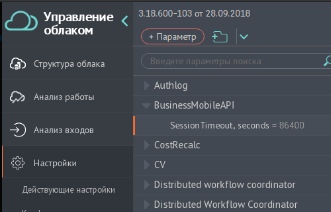 Управление
облаком
3.18.600-103 от 28.09.2018
+ Параметр
Введите параметры поиска
Структура облака
Authlog
Анализ работы
BusinessMobileAPI
SessionTimeout, seconds = 86400
Анализ входов
CostRecalc
Настройки
CV
Distributed workflow coordinator
Действующие настройки
Distributed Workflow Coordinator